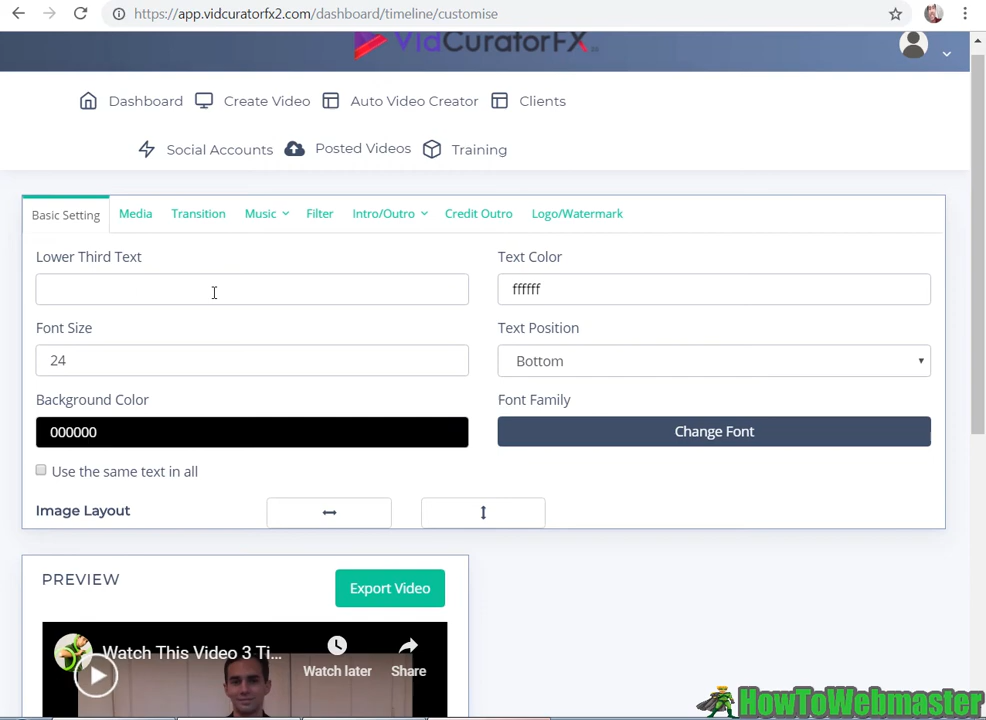 https://app.vidcuratorfx2.com/dashboard/timeline/customise
VidCuratorFX 2.0
Dashboard Create Video Auto Video Creator Clients
Social Accounts Posted Videos Training
Basic Setting Media Transition Music Filter Intro/Outro Credit Outro Logo/Watermark
Lower Third Text Text Color
ffffff
Font Size Text Position
24 Bottom
Background Color Font Family
000000 Change Font
Use the same text in all
Image Layout
PREVIEW Export Video
Watch This Video 3 Ti...
Watch later Share
HowToWebmaster